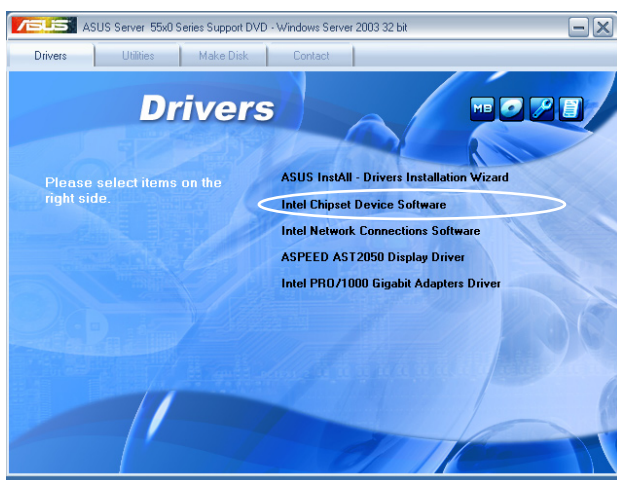 ASUS ASUS Server 55x0 Series Support DVD - Windows Server 2003 32 bit
Drivers Utilities Make Disk Contact
Drivers
MB
Please select items on the
right side.
ASUS InstAll - Drivers Installation Wizard
Intel Chipset Device Software
Intel Network Connections Software
ASPEED AST2050 Display Driver
Intel PRO/1000 Gigabit Adapters Driver